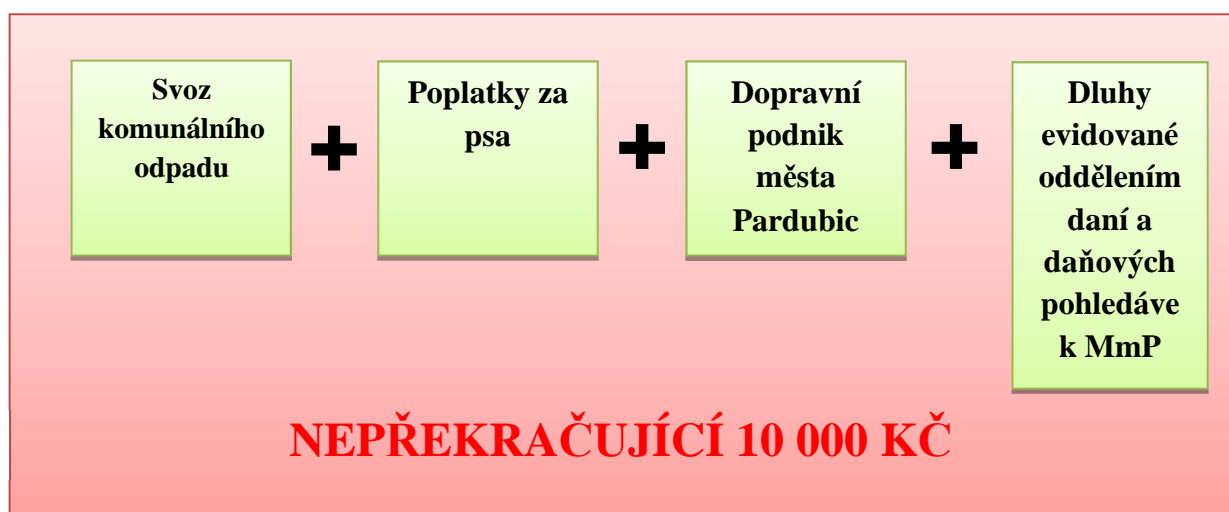 Svoz
komunálního
odpadu
+
Poplatky za
psa
+
Dopravní
podnik
města
Pardubic
+
Dluhy
evidované
oddělením
daní a
daňových
pohledáve
k MmP
NEPŘEKRAČUJÍCÍ 10 000 KČ